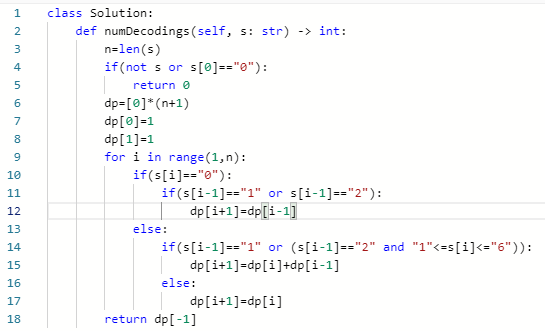 1 class Solution:
2     def numDecodings(self, s: str) -> int:
3         n=len(s)
4         if(not s or s[0]=="0"):
5             return 0
6         dp=[0]*(n+1)
7         dp[0]=1
8         dp[1]=1
9         for i in range(1,n):
10             if(s[i]=="0"):
11                 if(s[i-1]=="1" or s[i-1]=="2"):
12                     dp[i+1]=dp[i-1]
13             else:
14                 if(s[i-1]=="1" or (s[i-1]=="2" and "1"<=s[i]<="6")):
15                     dp[i+1]=dp[i]+dp[i-1]
16                 else:
17                     dp[i+1]=dp[i]
18         return dp[-1]